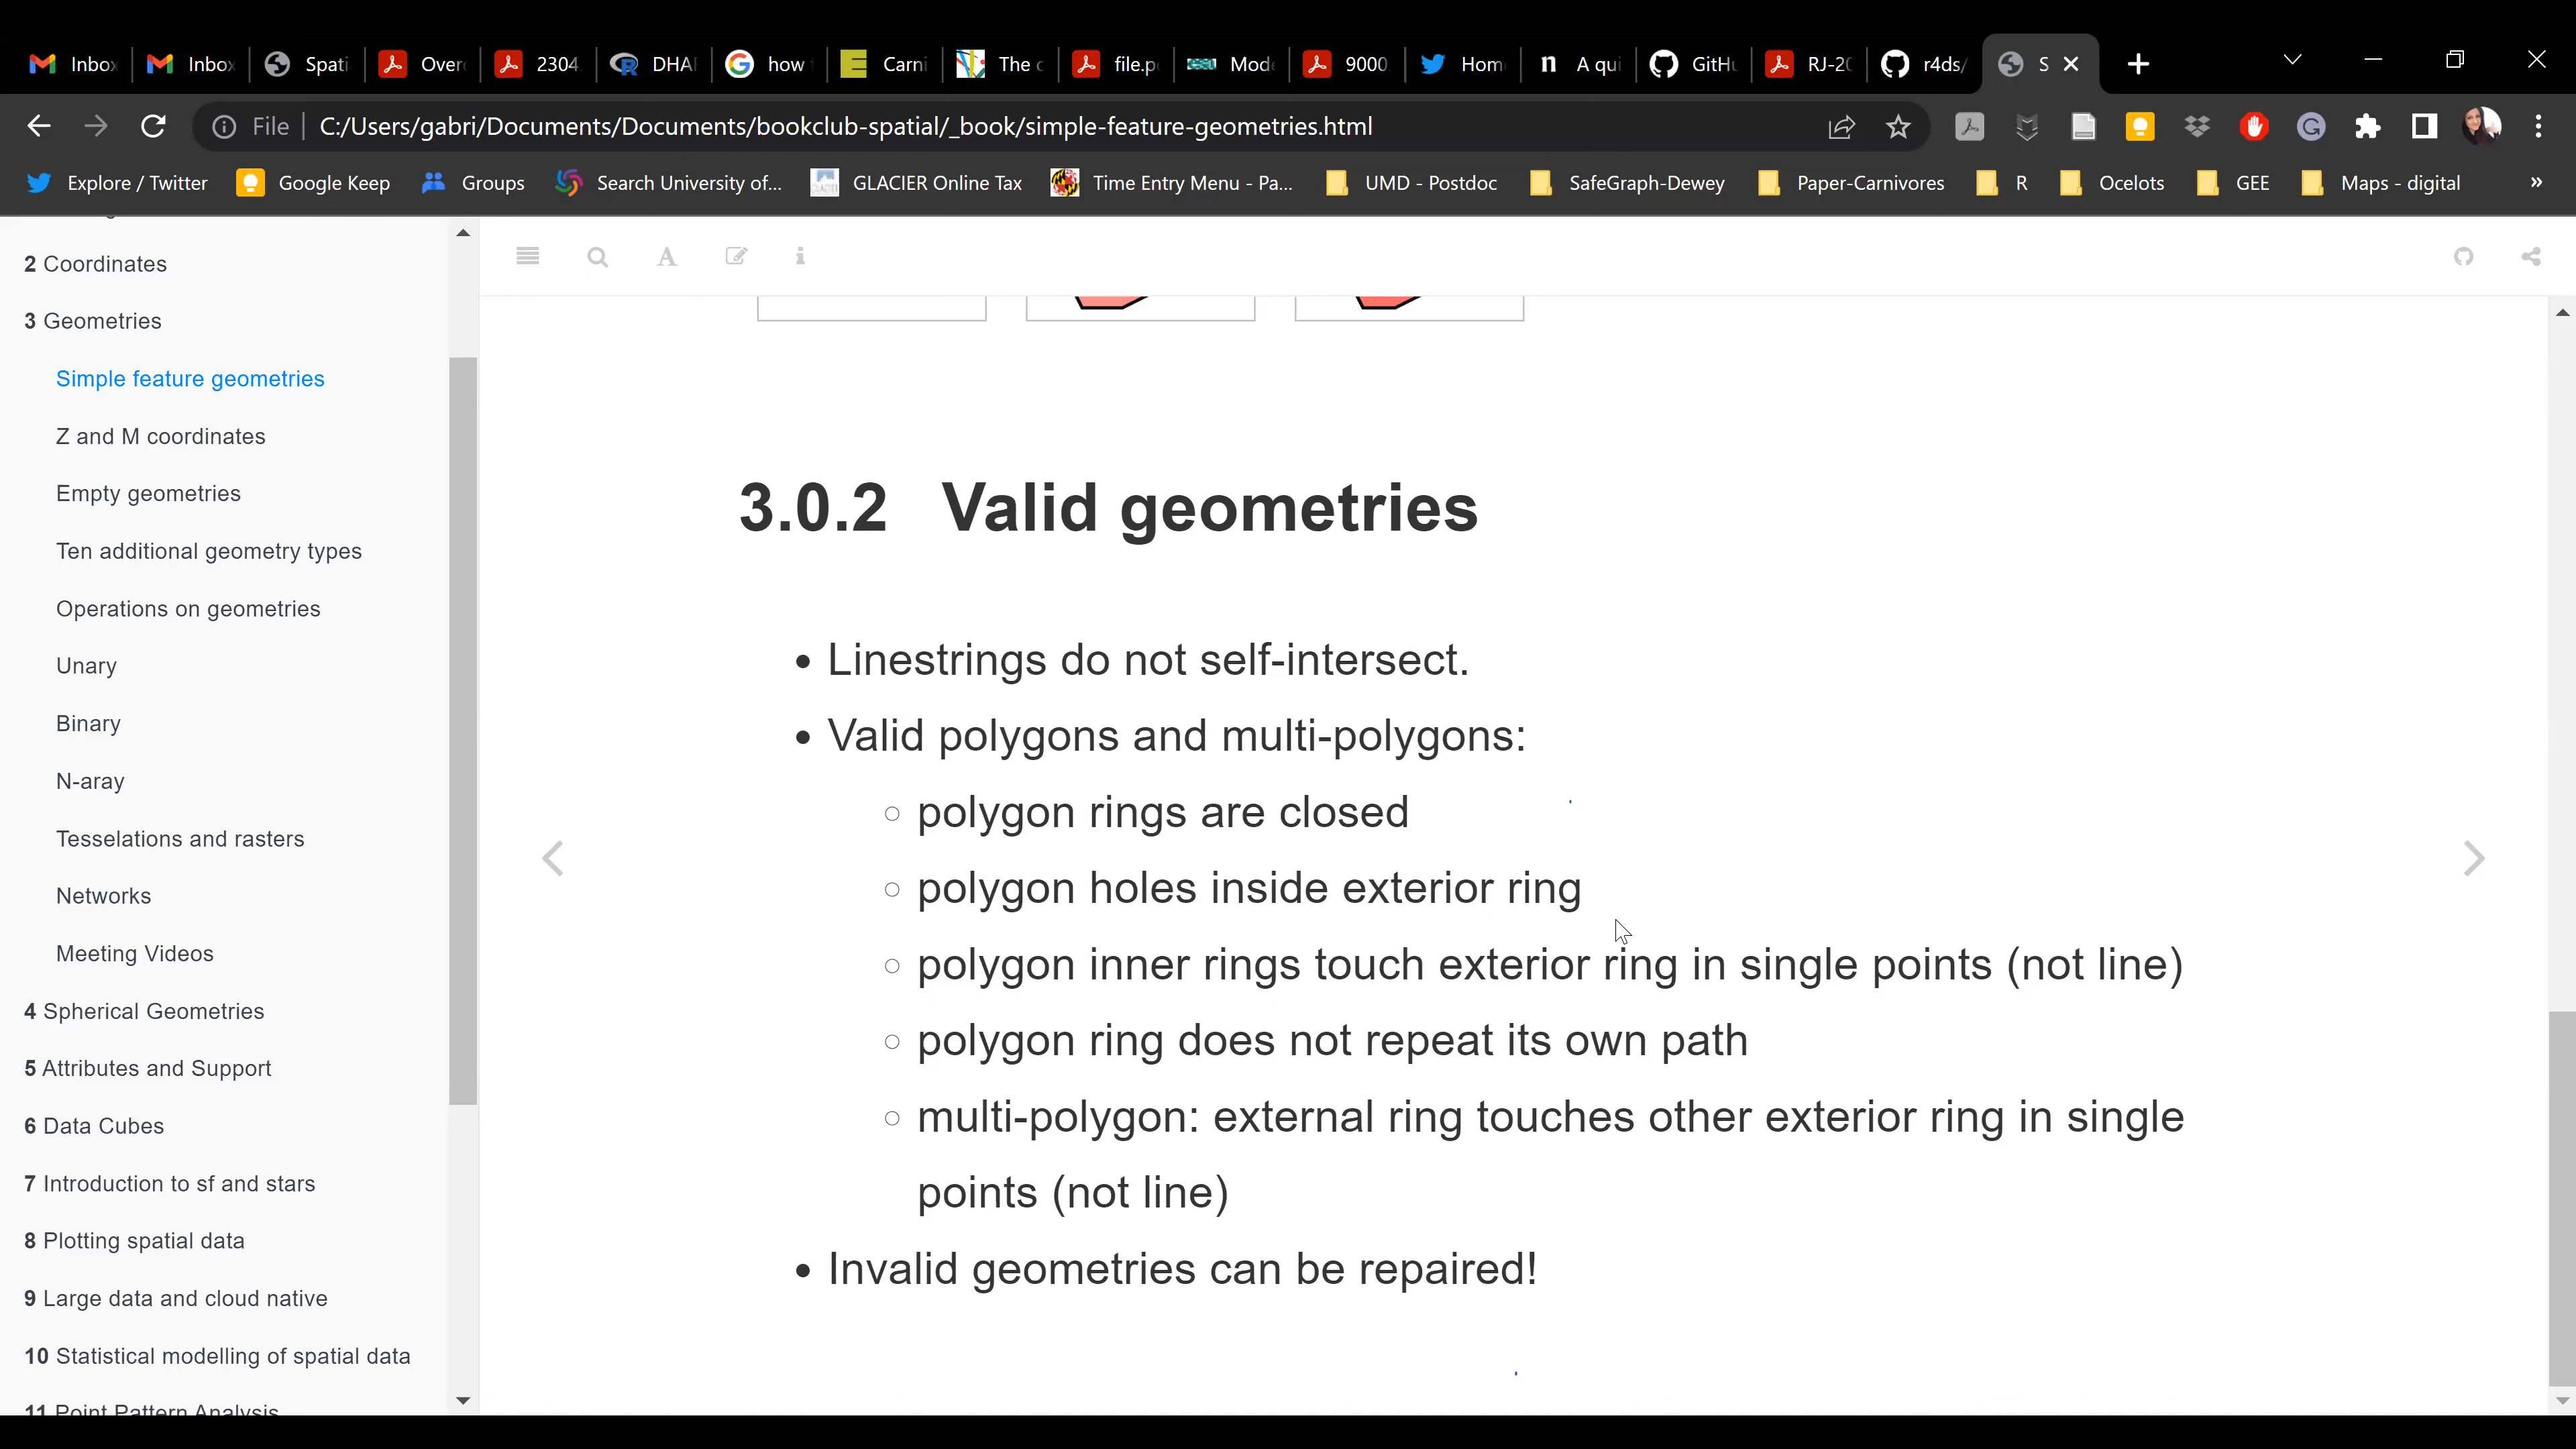 Inbox
Inbox
Spati
Over
2304
DHAR
how
Carni
The c
file.p
Mode
9000
Hom
A qui
GitHu
RJ-20
r4ds/
S
File
C:/Users/gabri/Documents/Documents/bookclub-spatial/_book/simple-feature-geometries.html
Explore / Twitter
Google Keep
Groups
Search University of...
GLACIER Online Tax
Time Entry Menu - Pa...
UMD - Postdoc
SafeGraph-Dewey
Paper-Carnivores
R
Ocelots
GEE
Maps - digital
»
2 Coordinates
3 Geometries
Simple feature geometries
Z and M coordinates
Empty geometries
Ten additional geometry types
Operations on geometries
Unary
Binary
N-aray
Tesselations and rasters
Networks
Meeting Videos
4 Spherical Geometries
5 Attributes and Support
6 Data Cubes
7 Introduction to sf and stars
8 Plotting spatial data
9 Large data and cloud native
10 Statistical modelling of spatial data
11 Point Pattern Analysis
3.0.2 Valid geometries
• Linestrings do not self-intersect.
• Valid polygons and multi-polygons:
○ polygon rings are closed
○ polygon holes inside exterior ring
○ polygon inner rings touch exterior ring in single points (not line)
○ polygon ring does not repeat its own path
○ multi-polygon: external ring touches other exterior ring in single
points (not line)
• Invalid geometries can be repaired!